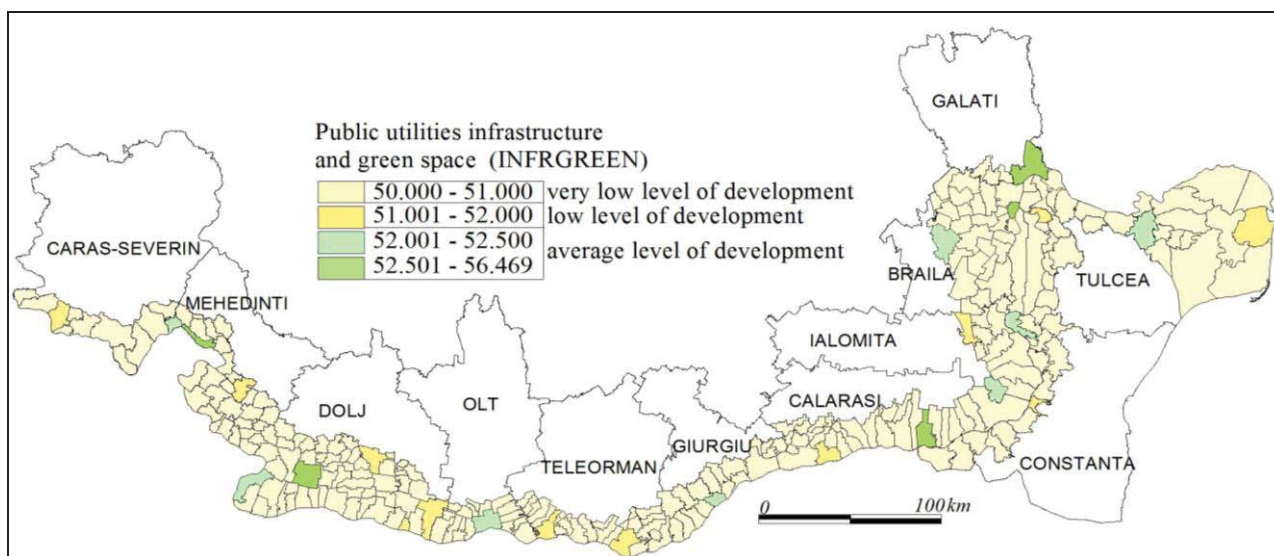 GALATI
Public utilities infrastructure
and green space (INFRGREEN)
50.000 - 51.000 very low level of development
51.001 - 52.000 low level of development
52.001 - 52.500 average level of development
52.501 - 56.469
CARAS-SEVERIN
MEHEDINTI
BRAILA
TULCEA
IALOMITA
DOLJ
OLT
CALARASI
GIURGIU
TELEORMAN
CONSTANTA
0 100 km